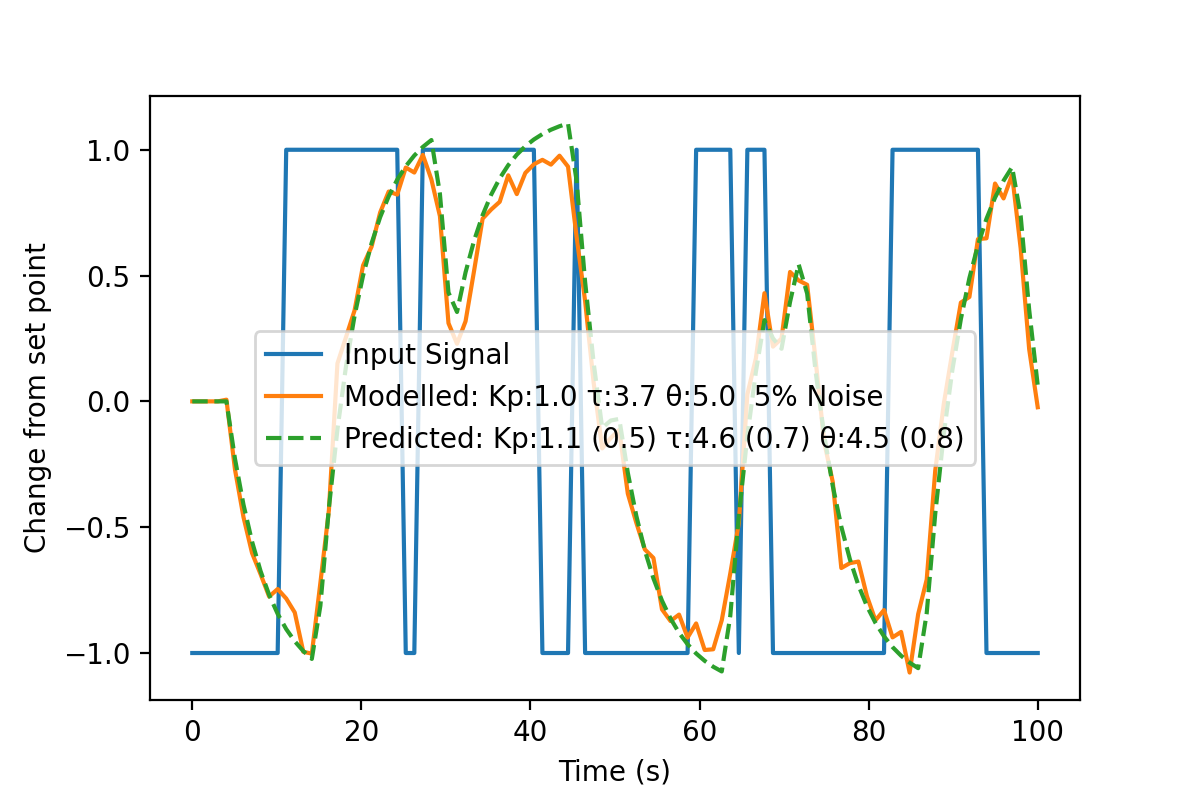 Change from set point
1.0
0.5
0.0
−0.5
−1.0
Input Signal
Modelled: Kp:1.0 τ:3.7 θ:5.0  5% Noise
Predicted: Kp:1.1 (0.5) τ:4.6 (0.7) θ:4.5 (0.8)
0 20 40 60 80 100
Time (s)